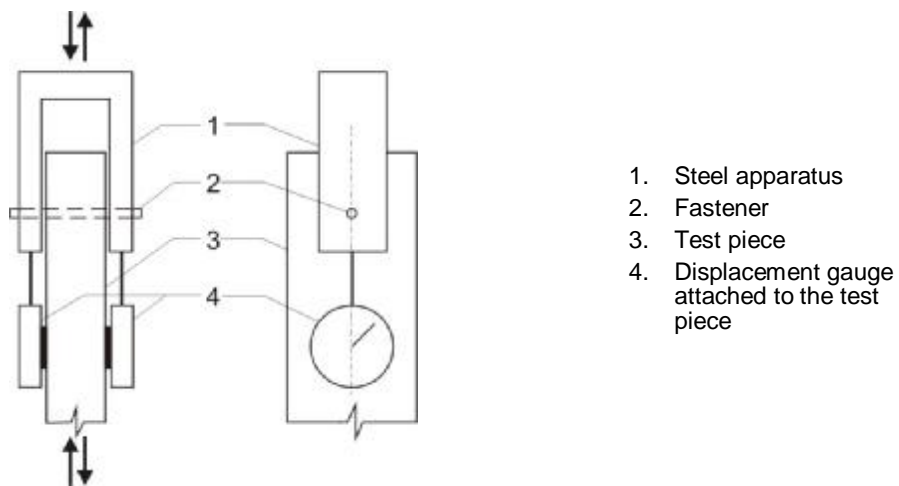 1
2
3
4
1. Steel apparatus
2. Fastener
3. Test piece
4. Displacement gauge
attached to the test
piece